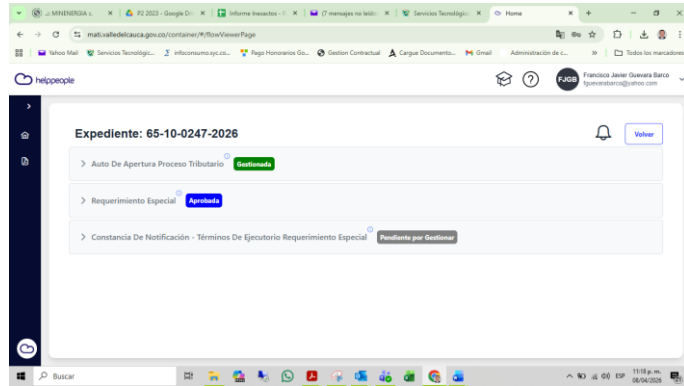 .:: MINENERGIA ::.
P2 2023 - Google Dri
Informe Inexactos -
(7 mensajes no leídos
Servicios Tecnológic
Home
mati.valledelcauca.gov.co/container/#/flowViewerPage
Yahoo Mail
Servicios Tecnológic...
infoconsumo.syc.co...
Pago Honorarios Go...
Gestion Contractual
Cargue Documento...
Gmail
Administración de c...
Todos los marcadores
helppeople
FJGB
Francisco Javier Guevara Barco
fguevarabarco@yahoo.com
Expediente: 65-10-0247-2026
Volver
Auto De Apertura Proceso Tributario
Gestionada
Requerimiento Especial
Aprobada
Constancia De Notificación - Términos De Ejecutorio Requerimiento Especial
Pendiente por Gestionar
Buscar
ESP
11:18 p. m.
08/04/2026